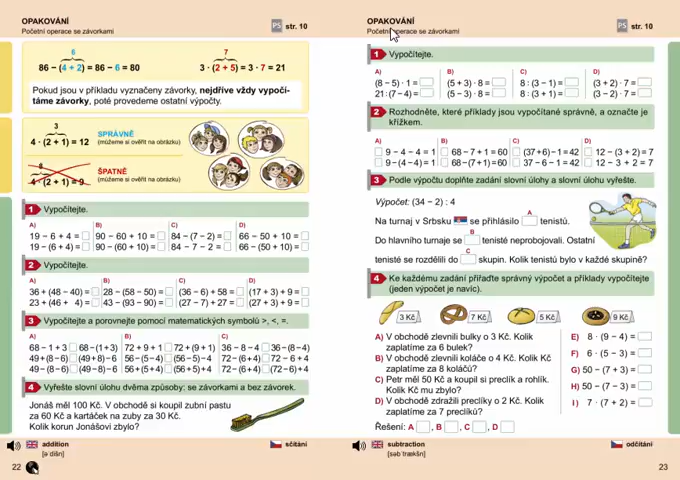 OPAKOVÁNÍ
Početní operace se závorkami
PS str. 10
6
86 – (4 + 2) = 86 – 6 = 80
7
3 · (2 + 5) = 3 · 7 = 21
Pokud jsou v příkladu vyznačeny závorky, nejdříve vždy vypočí-
táme závorky, poté provedeme ostatní výpočty.
3
4 · (2 + 1) = 12
SPRÁVNĚ
(můžeme si ověřit na obrázku)
8
4 · (2 + 1) = 9
ŠPATNĚ
(můžeme si ověřit na obrázku)
1 Vypočítejte.
A) B) C) D)
19 – 6 + 4 = 90 – 60 + 10 = 84 – (7 – 2) = 66 – 50 + 10 =
19 – (6 + 4) = 90 – (60 + 10) = 84 – 7 – 2 = 66 – (50 + 10) =
2 Vypočítejte.
A) B) C) D)
36 + (48 – 40) = 28 – (58 – 50) = (36 – 6) + 58 = (17 + 3) + 9 =
23 + (46 + 4) = 43 – (93 – 90) = (27 – 7) + 27 = (27 + 3) + 9 =
3 Vypočítejte a porovnejte pomocí matematických symbolů >, <, =.
A) B) C)
68 – 1 + 3 68 – (1 + 3) 72 + 9 + 1 72 + (9 + 1) 36 – 8 – 4 36 – (8 – 4)
49 + (8 – 6) 49 + 8 – 6 56 – (5 – 4) 56 – 5 – 4 72 – (6 + 4) 72 – 6 + 4
49 – (8 – 6) 49 + 8 – 6 56 + (5 + 4) 56 + 5 + 4 72 – (6 + 4) 72 – 6 + 4
4 Vyřešte slovní úlohu dvěma způsoby: se závorkami a bez závorek.
Jonáš měl 100 Kč. V obchodě si koupil zubní pastu
za 60 Kč a kartáček na zuby za 30 Kč.
Kolik korun Jonášovi zbylo?
addition
[ə dišn]
sčítání
22
OPAKOVÁNÍ
Početní operace se závorkami
PS str. 10
1 Vypočítejte.
A) B) C) D)
(8 – 5) · 1 = (5 + 3) · 8 = 8 : (3 – 1) = (3 + 2) · 7 =
21 : (7 – 4) = (5 – 3) · 8 = 8 : (3 + 1) = (3 – 2) · 7 =
2 Rozhodněte, které příklady jsou vypočítané správně, a označte je
křížkem.
A) B) C) D)
9 – 4 – 4 = 1 68 – 7 + 1 = 60 (37 + 6) – 1 = 42 12 – (3 + 2) = 7
9 – (4 – 4) = 1 68 – (7 + 1) = 60 37 – 6 – 1 = 42 12 – 3 + 2 = 7
3 Podle výpočtu doplňte zadání slovní úlohy a slovní úlohu vyřešte.
Výpočet: (34 – 2) : 4
A
Na turnaj v Srbsku se přihlásilo tenistů.
B
Do hlavního turnaje se tenisté neprobojovali. Ostatní
C
tenisté se rozdělili do skupin. Kolik tenistů bylo v každé skupině?
4 Ke každému zadání přiřaďte správný výpočet a příklady vypočítejte
(jeden výpočet je navíc).
3 Kč 7 Kč 5 Kč 9 Kč
A) V obchodě zlevnili bulky o 3 Kč. Kolik
zaplatíme za 6 bulek?
B) V obchodě zlevnili koláče o 4 Kč. Kolik Kč
zaplatíme za 8 koláčů?
C) Petr měl 50 Kč a koupil si preclík a rohlík.
Kolik Kč mu zbylo?
D) V obchodě zdražili preclíky o 2 Kč. Kolik
zaplatíme za 7 preclíků?
E) 8 · (9 – 4) =
F) 6 · (5 – 3) =
G) 50 – (7 + 3) =
H) 50 – (7 – 3) =
I) 7 · (7 + 2) =
Řešení: A , B , C , D
subtraction
[səb trækšn]
odčítání
23